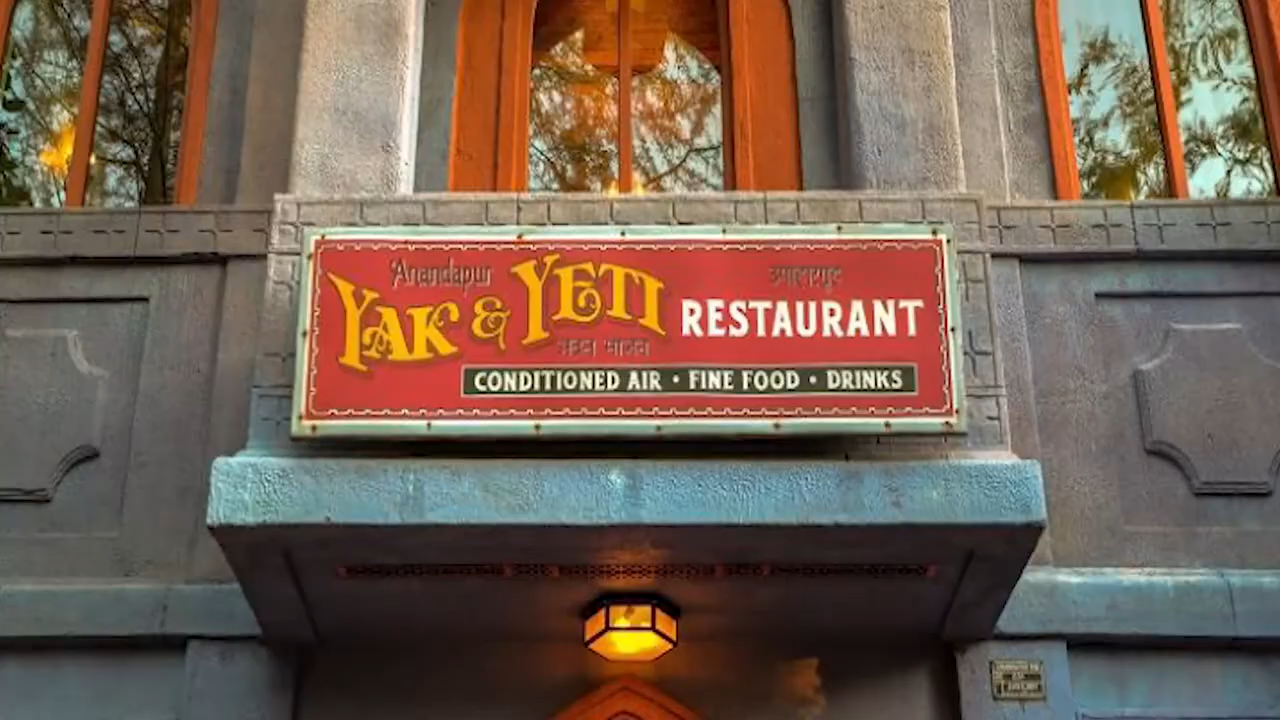 Anandapur
YAK & YETI
RESTAURANT
CONDITIONED AIR • FINE FOOD • DRINKS